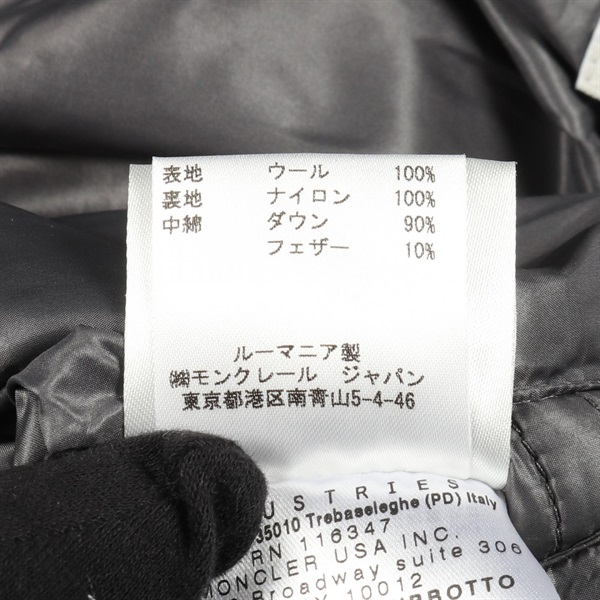 表地 ウール 100%
裏地 ナイロン 100%
中綿 ダウン 90%
フェザー 10%
ルーマニア製
㈱モンクレール ジャパン
東京都港区南青山5-4-46
USTRIES
35010 Trebaseleghe (PD) Italy
RN 116347
MONCLER USA INC.
Broadway suite 306
10012